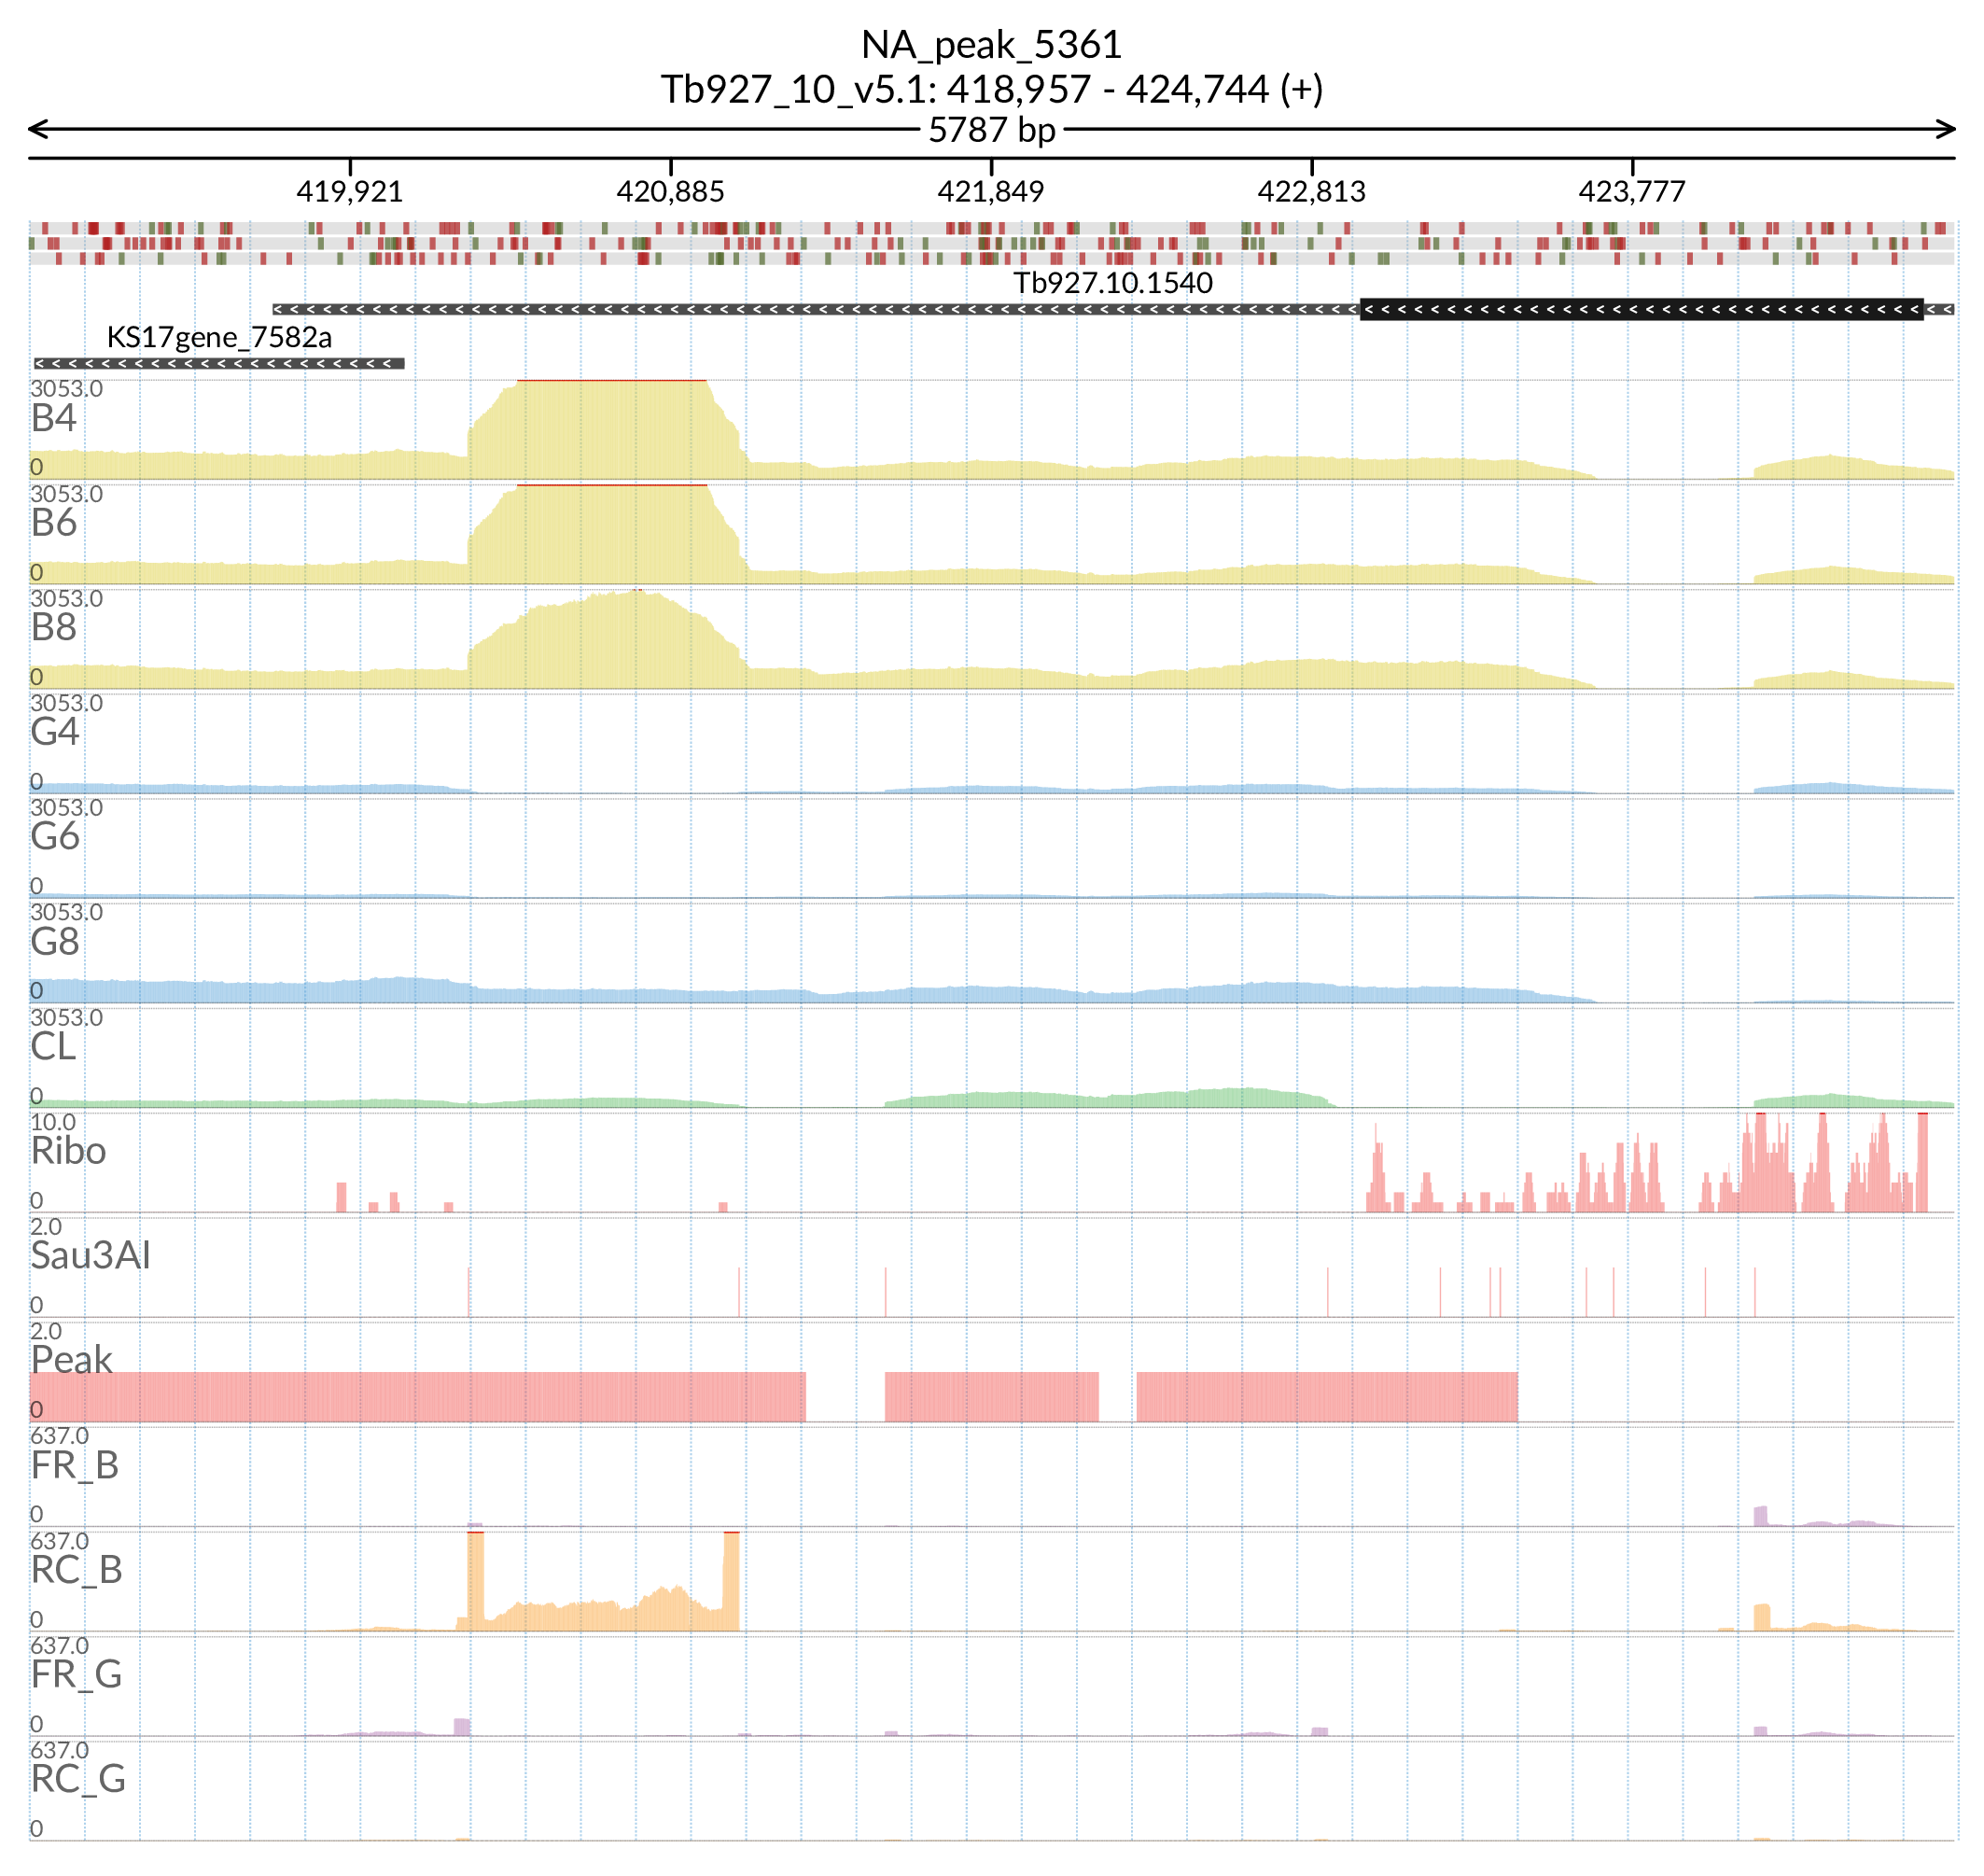 NA_peak_5361
Tb927_10_v5.1: 418,957 - 424,744 (+)
5787 bp
419,921 420,885 421,849 422,813 423,777
Tb927.10.1540
KS17gene_7582a
3053.0
B4
0
3053.0
B6
0
3053.0
B8
0
3053.0
G4
0
3053.0
G6
0
3053.0
G8
0
3053.0
CL
0
10.0
Ribo
0
2.0
Sau3AI
0
2.0
Peak
0
637.0
FR_B
0
637.0
RC_B
0
637.0
FR_G
0
637.0
RC_G
0